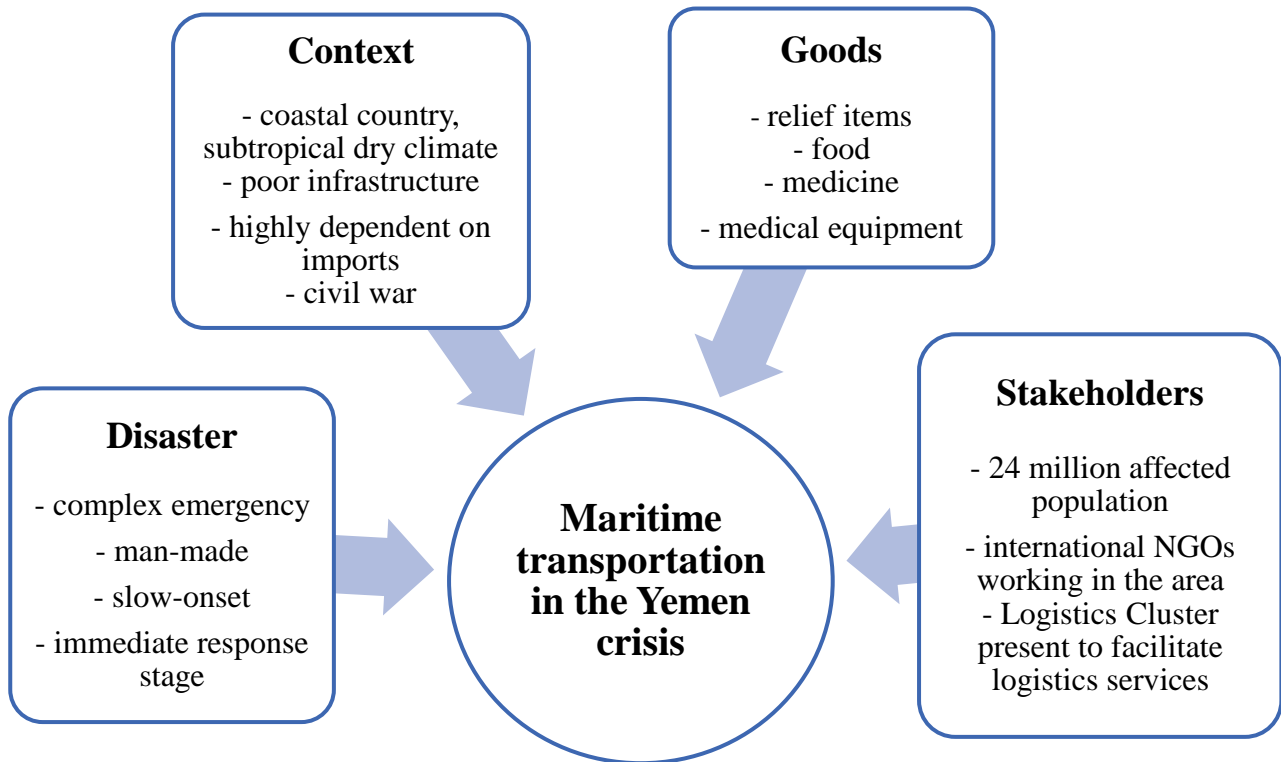 Context
- coastal country,
subtropical dry climate
- poor infrastructure
- highly dependent on
imports
- civil war
Goods
- relief items
- food
- medicine
- medical equipment
Disaster
- complex emergency
- man-made
- slow-onset
- immediate response
stage
Maritime
transportation
in the Yemen
crisis
Stakeholders
- 24 million affected
population
- international NGOs
working in the area
- Logistics Cluster
present to facilitate
logistics services